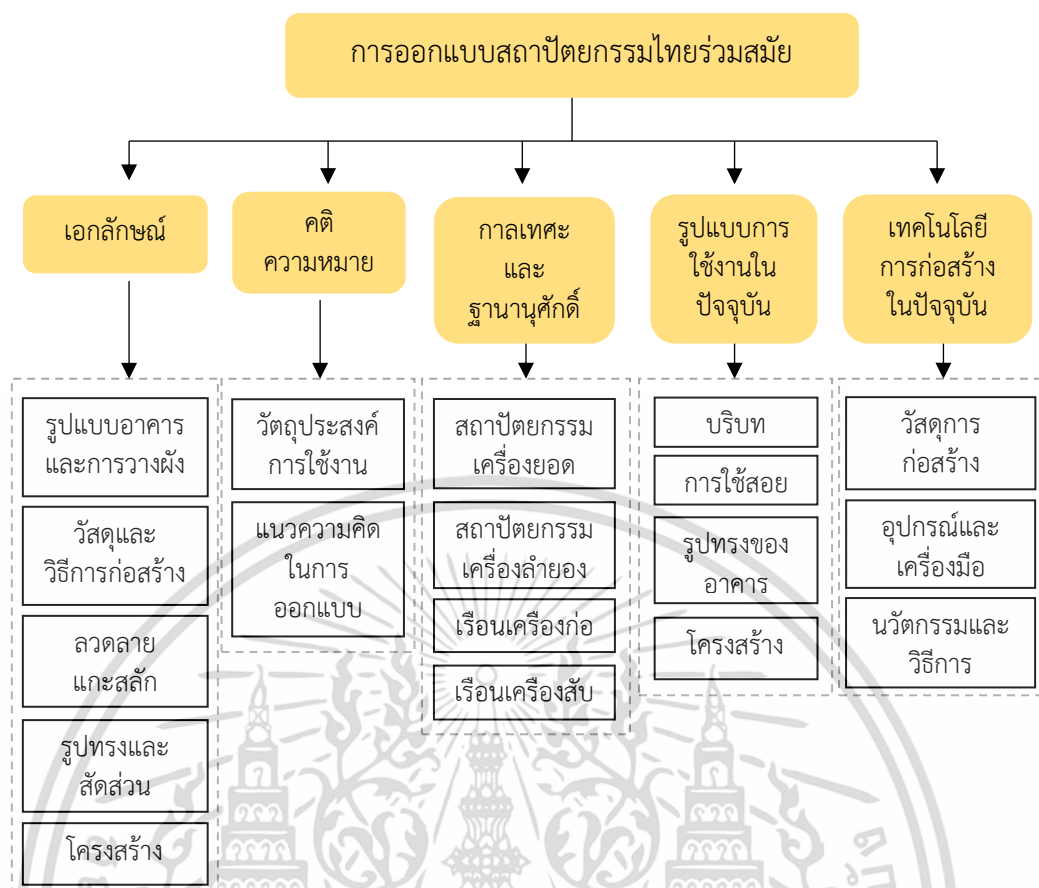 การออกแบบสถาปัตยกรรมไทยร่วมสมัย
เอกลักษณ์
คติ
ความหมาย
กาลเทศะ
และ
ฐานานุศักดิ์
รูปแบบการ
ใช้งานใน
ปัจจุบัน
เทคโนโลยี
การก่อสร้าง
ในปัจจุบัน
รูปแบบอาคาร
และการวางผัง
วัสดุและ
วิธีการก่อสร้าง
ลวดลาย
แกะสลัก
รูปทรงและ
สัดส่วน
โครงสร้าง
วัตถุประสงค์
การใช้งาน
แนวความคิด
ในการ
ออกแบบ
สถาปัตยกรรม
เครื่องยอด
สถาปัตยกรรม
เครื่องลำยอง
เรือนเครื่องก่อ
เรือนเครื่องสับ
บริบท
การใช้สอย
รูปทรงของ
อาคาร
โครงสร้าง
วัสดุการ
ก่อสร้าง
อุปกรณ์และ
เครื่องมือ
นวัตกรรมและ
วิธีการ